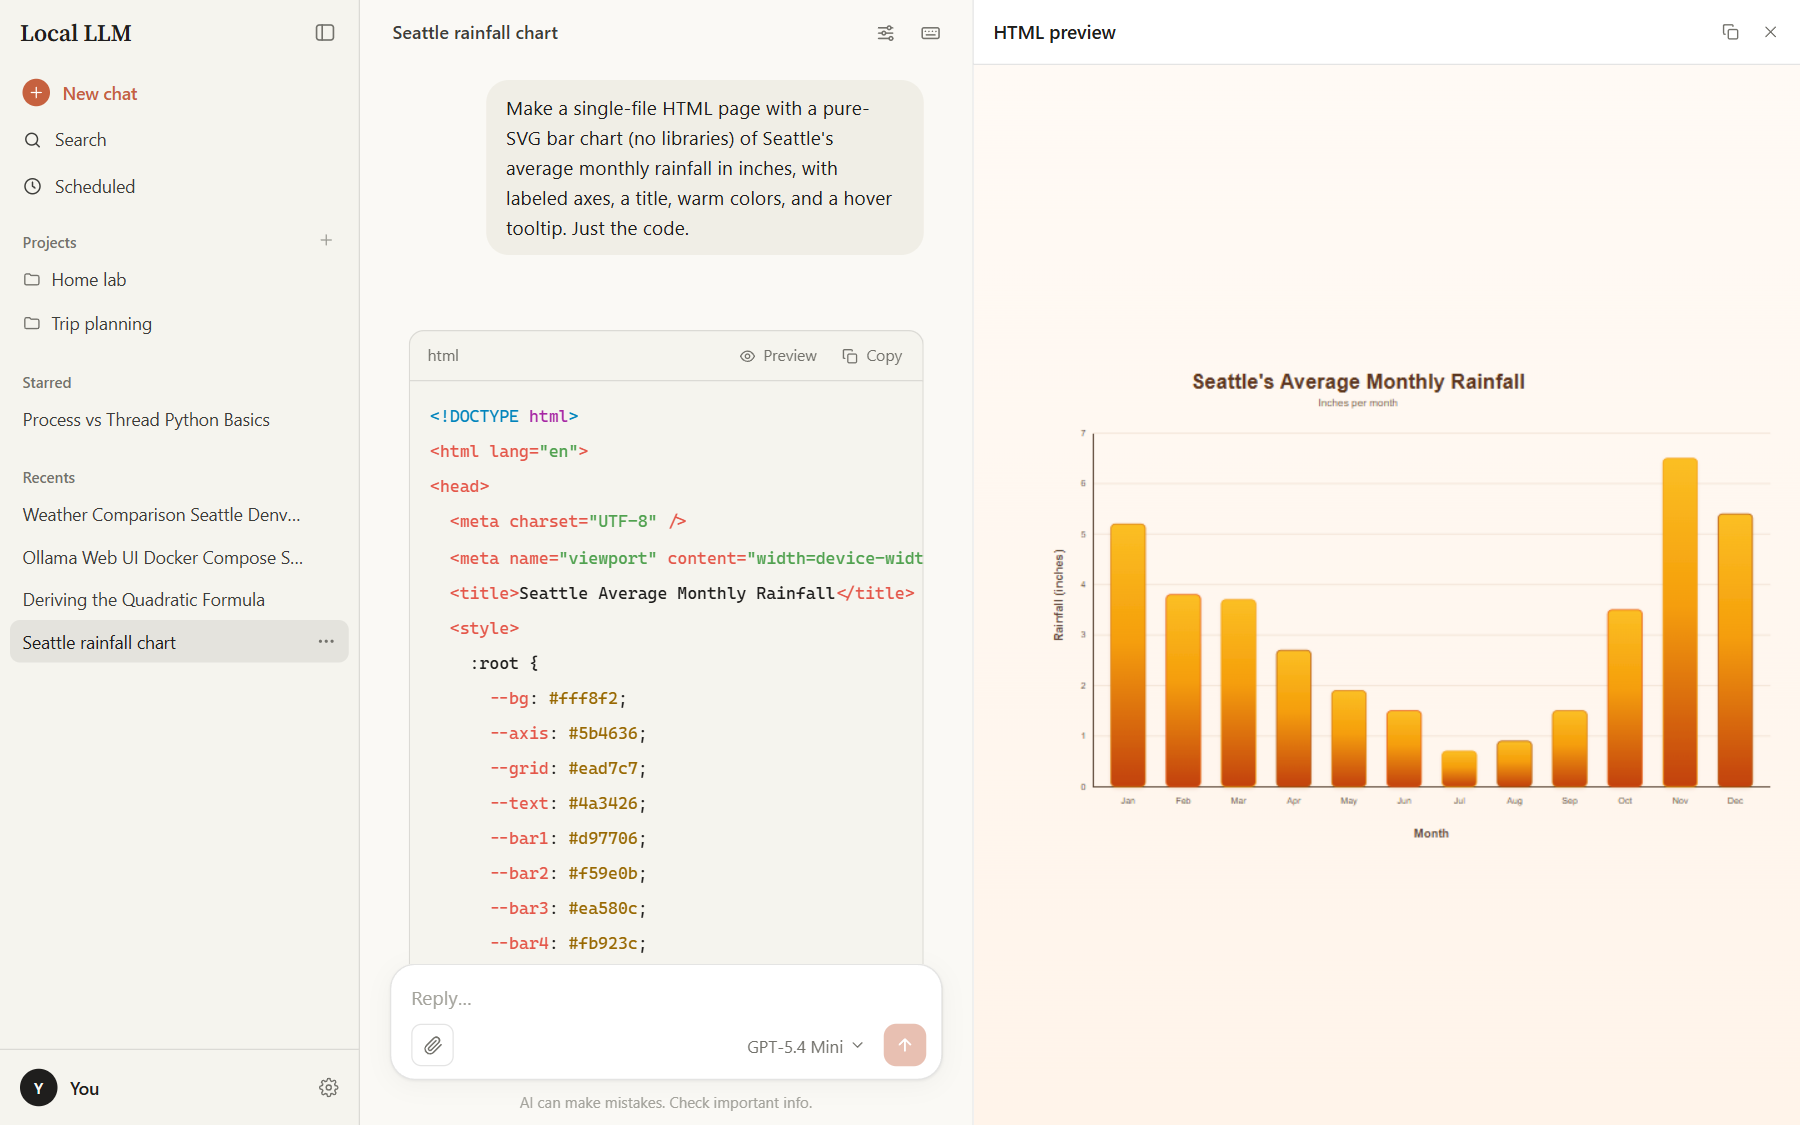 Local LLM
New chat
Search
Scheduled
Projects
Home lab
Trip planning
Starred
Process vs Thread Python Basics
Recents
Weather Comparison Seattle Denv...
Ollama Web UI Docker Compose S...
Deriving the Quadratic Formula
Seattle rainfall chart
Y
You
Seattle rainfall chart
Make a single-file HTML page with a pure-
SVG bar chart (no libraries) of Seattle's
average monthly rainfall in inches, with
labeled axes, a title, warm colors, and a hover
tooltip. Just the code.
html
Preview
Copy
<!DOCTYPE html>
<html lang="en">
<head>
<meta charset="UTF-8" />
<meta name="viewport" content="width=device-widt
<title>Seattle Average Monthly Rainfall</title>
<style>
:root {
--bg: #fff8f2;
--axis: #5b4636;
--grid: #ead7c7;
--text: #4a3426;
--bar1: #d97706;
--bar2: #f59e0b;
--bar3: #ea580c;
--bar4: #fb923c;
Reply...
GPT-5.4 Mini
AI can make mistakes. Check important info.
HTML preview
Seattle's Average Monthly Rainfall
Inches per month
Rainfall (inches)
7
6
5
4
3
2
1
0
Jan Feb Mar Apr May Jun Jul Aug Sep Oct Nov Dec
Month